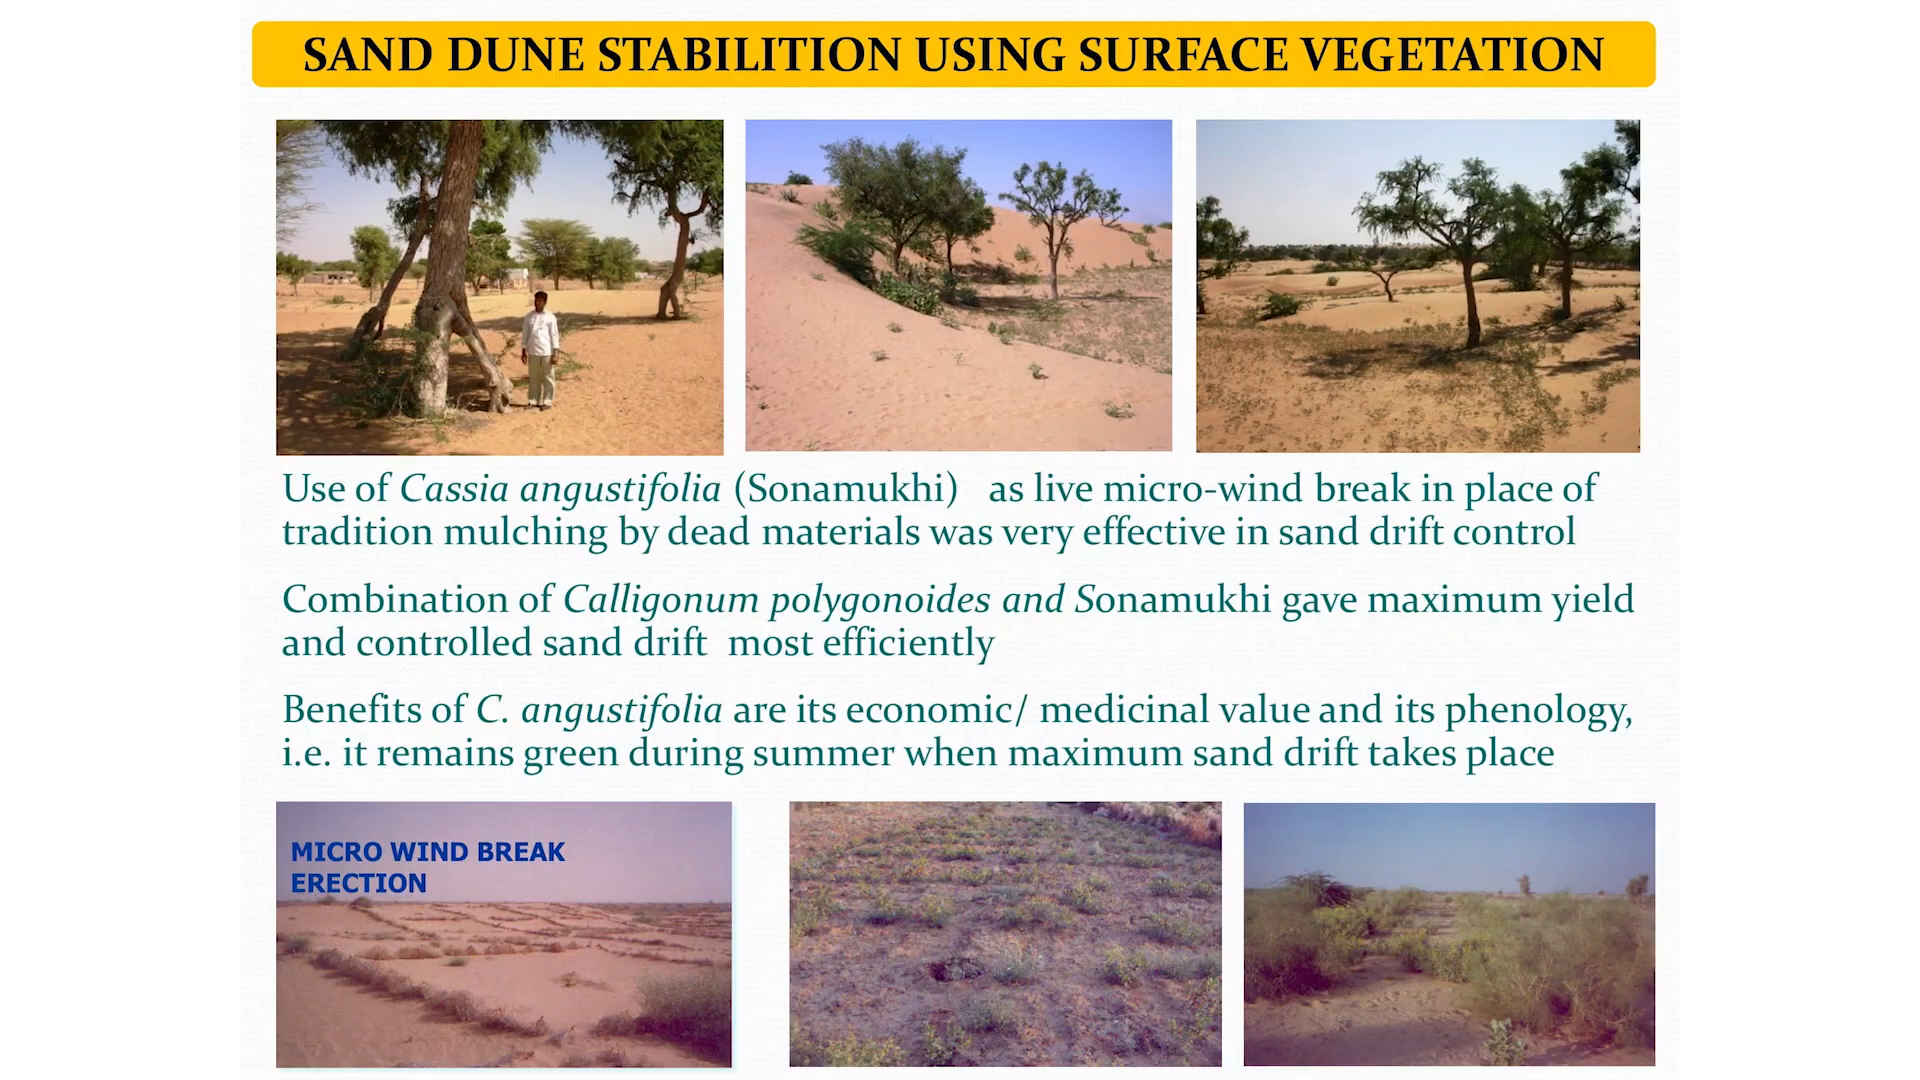 SAND DUNE STABILITION USING SURFACE VEGETATION
Use of Cassia angustifolia (Sonamukhi) as live micro-wind break in place of
tradition mulching by dead materials was very effective in sand drift control
Combination of Calligonum polygonoides and Sonamukhi gave maximum yield
and controlled sand drift most efficiently
Benefits of C. angustifolia are its economic/ medicinal value and its phenology,
i.e. it remains green during summer when maximum sand drift takes place
MICRO WIND BREAK
ERECTION